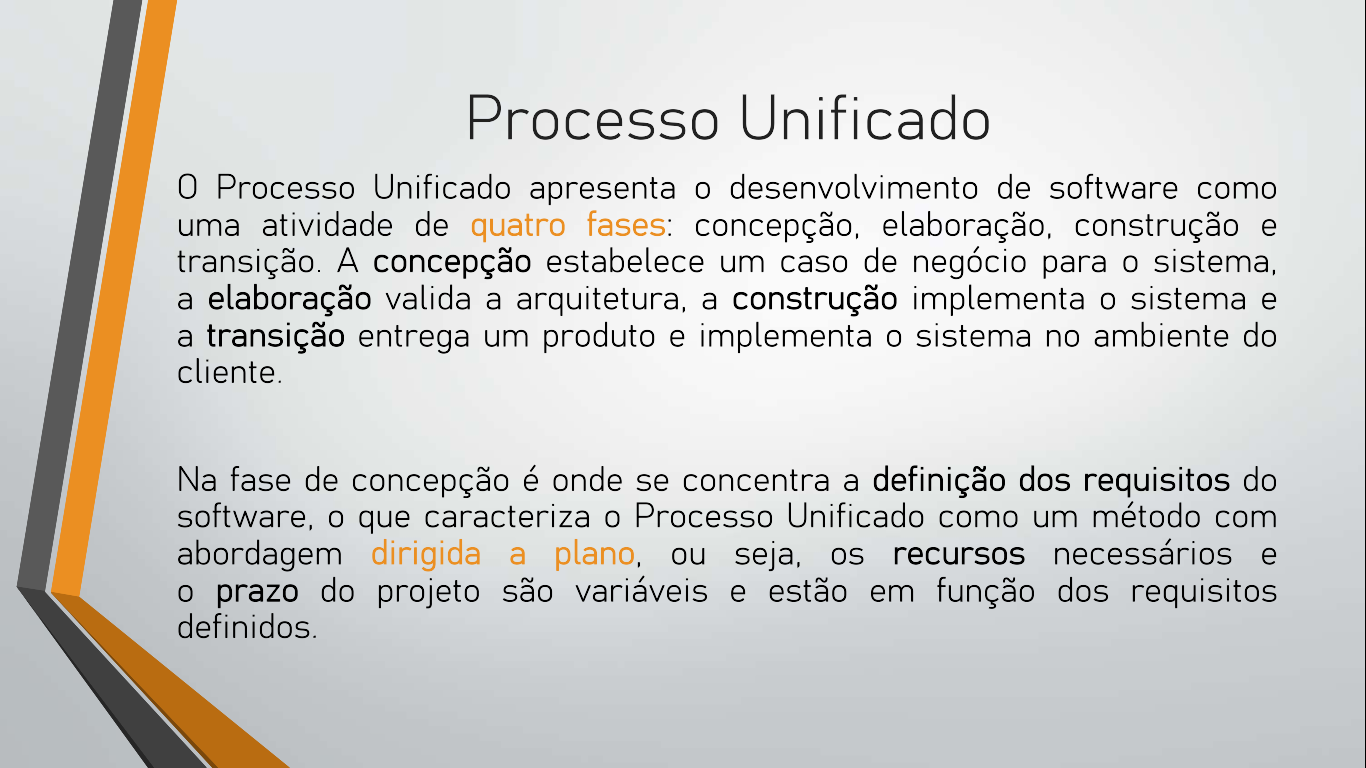 Processo Unificado
O Processo Unificado apresenta o desenvolvimento de software como
uma atividade de quatro fases: concepção, elaboração, construção e
transição. A concepção estabelece um caso de negócio para o sistema,
a elaboração valida a arquitetura, a construção implementa o sistema e
a transição entrega um produto e implementa o sistema no ambiente do
cliente.
Na fase de concepção é onde se concentra a definição dos requisitos do
software, o que caracteriza o Processo Unificado como um método com
abordagem dirigida a plano, ou seja, os recursos necessários e
o prazo do projeto são variáveis e estão em função dos requisitos
definidos.